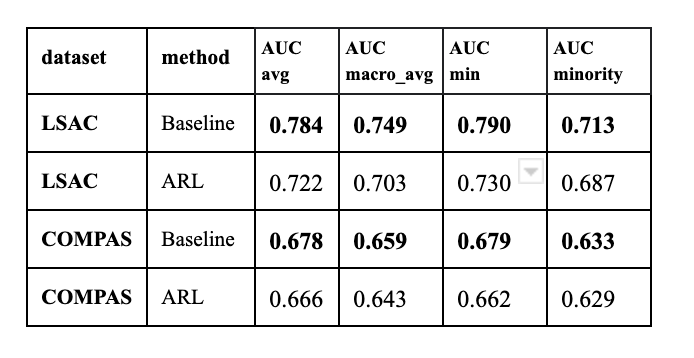 dataset method AUC avg AUC macro_avg AUC min AUC minority
LSAC Baseline 0.784 0.749 0.790 0.713
LSAC ARL 0.722 0.703 0.730 0.687
COMPAS Baseline 0.678 0.659 0.679 0.633
COMPAS ARL 0.666 0.643 0.662 0.629